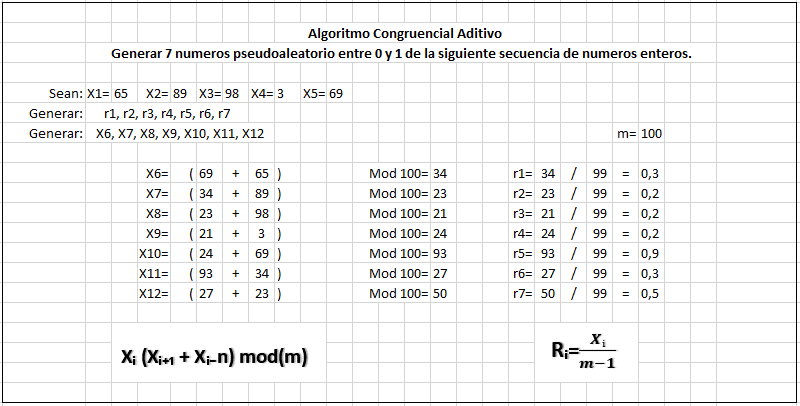 Algoritmo Congruencial Aditivo
Generar 7 numeros pseudoaleatorio entre 0 y 1 de la siguiente secuencia de numeros enteros.
Sean: X1= 65 X2= 89 X3= 98 X4= 3 X5= 69
Generar: r1, r2, r3, r4, r5, r6, r7
Generar: X6, X7, X8, X9, X10, X11, X12 m= 100
X6= ( 69 + 65 ) Mod 100= 34 r1= 34 / 99 = 0,3
X7= ( 34 + 89 ) Mod 100= 23 r2= 23 / 99 = 0,2
X8= ( 23 + 98 ) Mod 100= 21 r3= 21 / 99 = 0,2
X9= ( 21 + 3 ) Mod 100= 24 r4= 24 / 99 = 0,2
X10= ( 24 + 69 ) Mod 100= 93 r5= 93 / 99 = 0,9
X11= ( 93 + 34 ) Mod 100= 27 r6= 27 / 99 = 0,3
X12= ( 27 + 23 ) Mod 100= 50 r7= 50 / 99 = 0,5
Xᵢ (Xᵢ₊₁ + Xᵢ₋n) mod(m) Rᵢ= Xᵢ / m−1